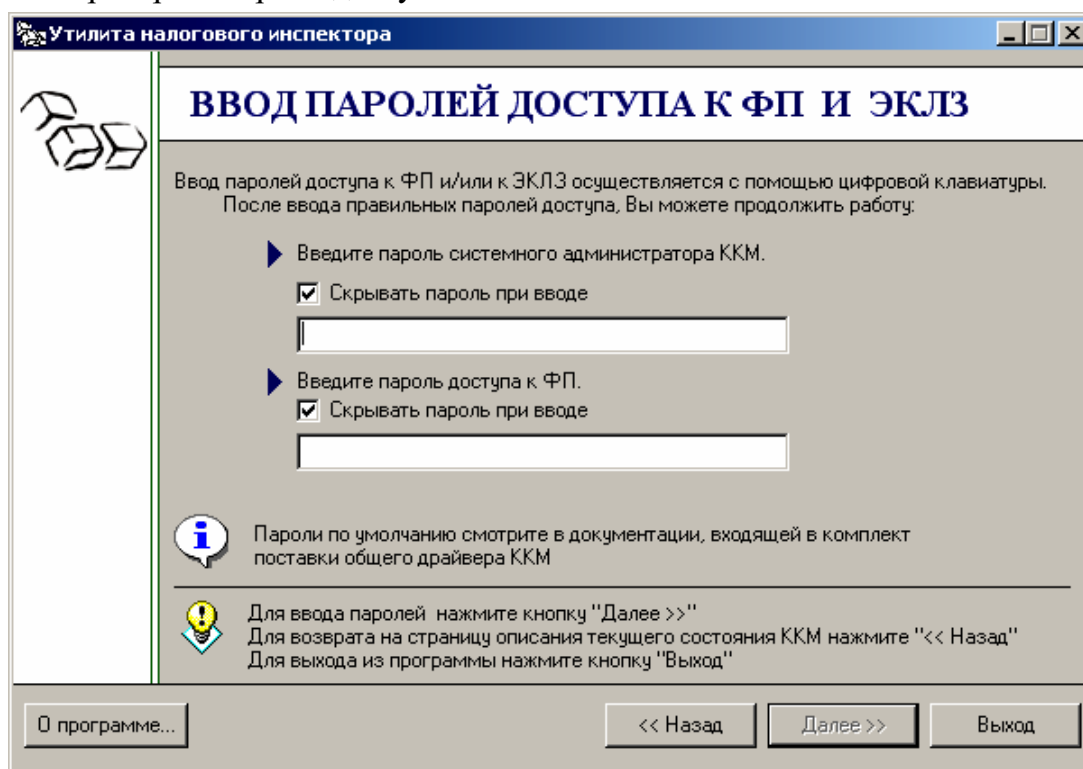 Утилита налогового инспектора
ВВОД ПАРОЛЕЙ ДОСТУПА К ФП И ЭКЛЗ
Ввод паролей доступа к ФП и/или к ЭКЛЗ осуществляется с помощью цифровой клавиатуры.
После ввода правильных паролей доступа, Вы можете продолжить работу:
Введите пароль системного администратора ККМ.
Скрывать пароль при вводе
Введите пароль доступа к ФП.
Скрывать пароль при вводе
Пароли по умолчанию смотрите в документации, входящей в комплект
поставки общего драйвера ККМ
Для ввода паролей нажмите кнопку "Далее >>"
Для возврата на страницу описания текущего состояния ККМ нажмите "<< Назад"
Для выхода из программы нажмите кнопку "Выход"
О программе... << Назад Далее >> Выход